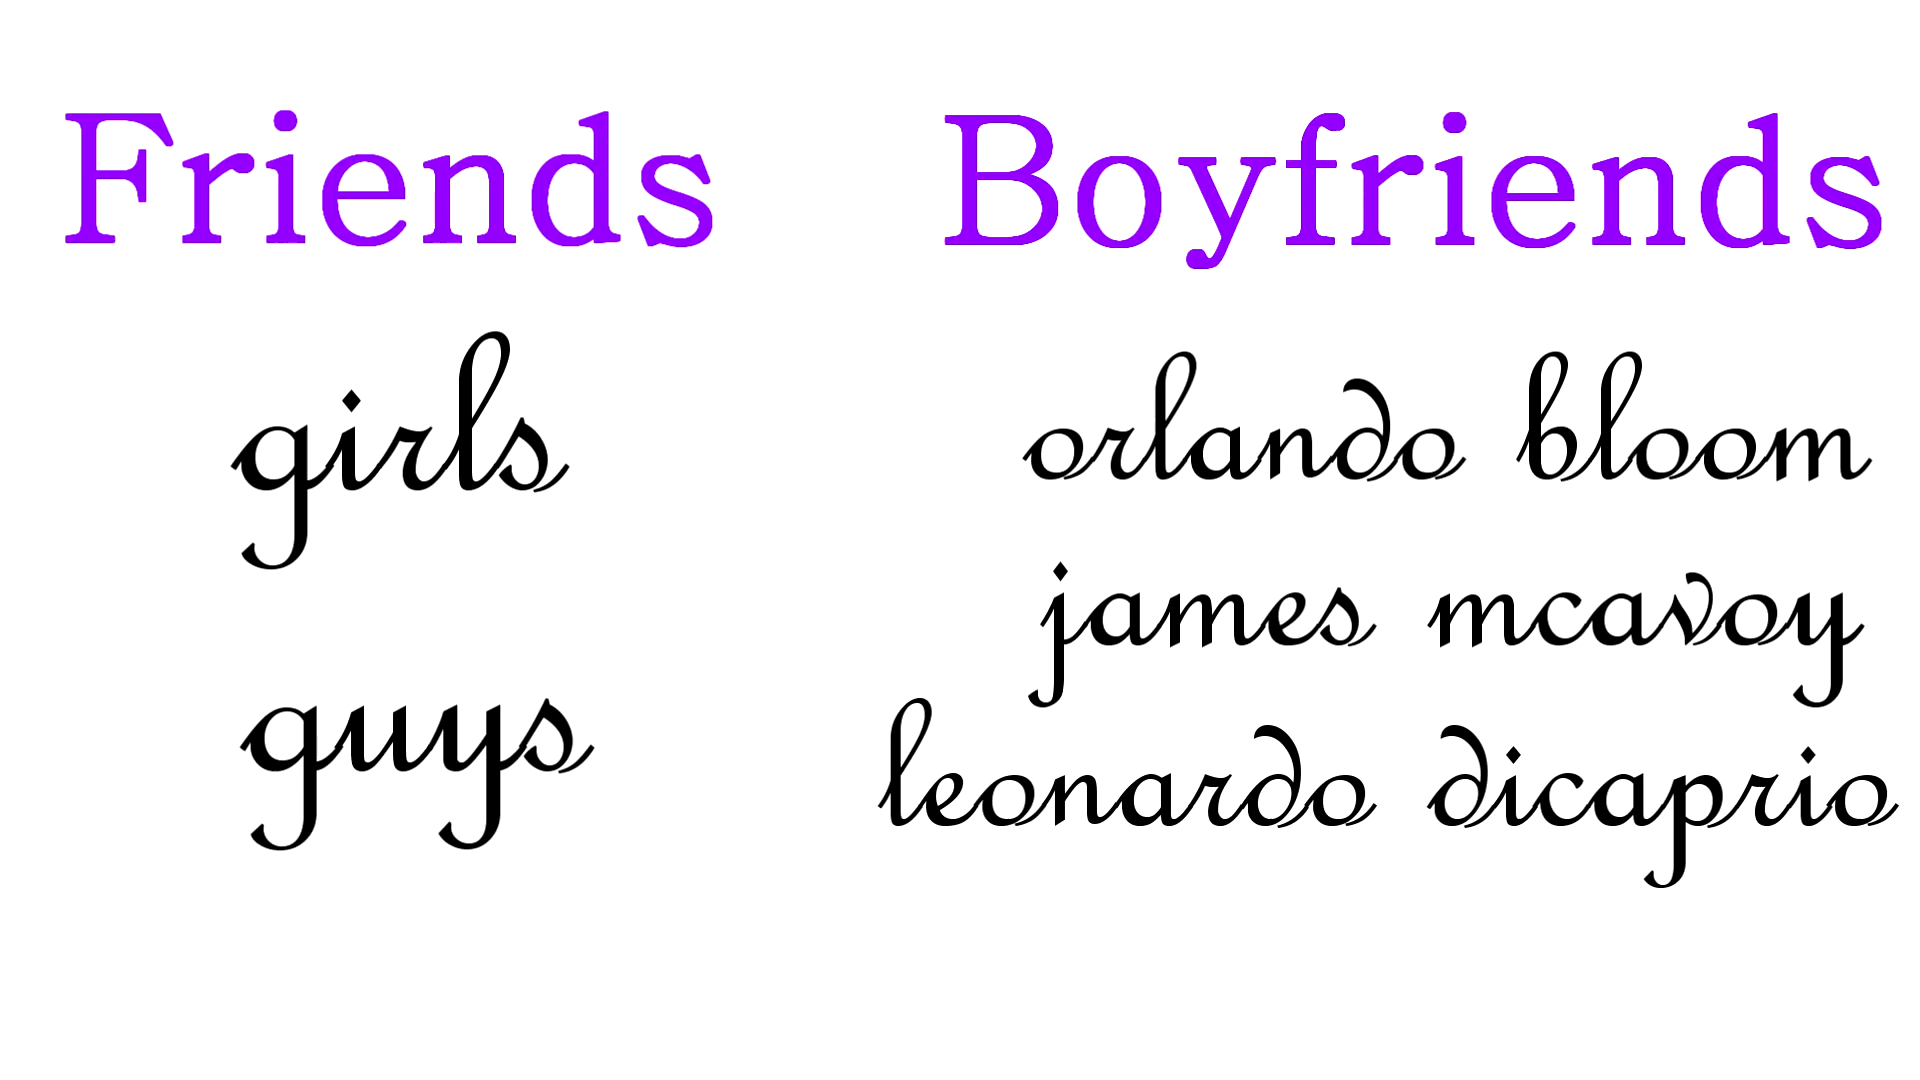 Friends
girls
guys
Boyfriends
orlando bloom
james mcavoy
leonardo dicaprio